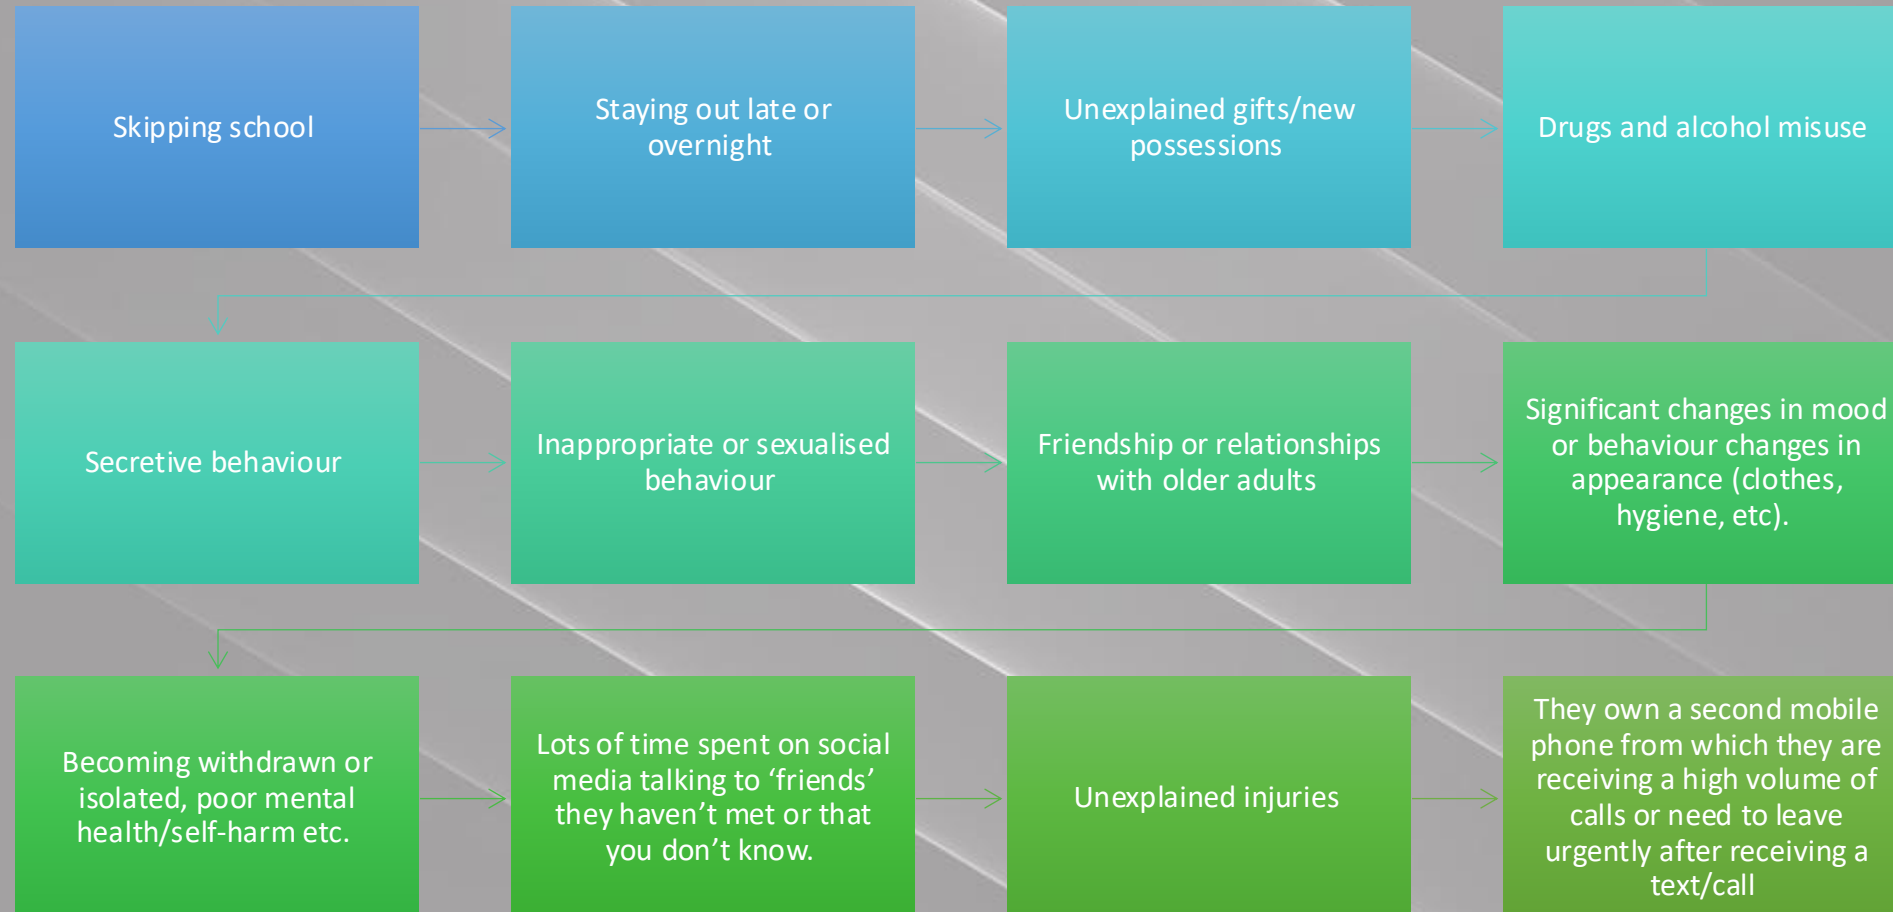 Skipping school
Staying out late or
overnight
Unexplained gifts/new
possessions
Drugs and alcohol misuse
Secretive behaviour
Inappropriate or sexualised
behaviour
Friendship or relationships
with older adults
Significant changes in mood
or behaviour changes in
appearance (clothes,
hygiene, etc).
Becoming withdrawn or
isolated, poor mental
health/self-harm etc.
Lots of time spent on social
media talking to ‘friends’
they haven’t met or that
you don’t know.
Unexplained injuries
They own a second mobile
phone from which they are
receiving a high volume of
calls or need to leave
urgently after receiving a
text/call